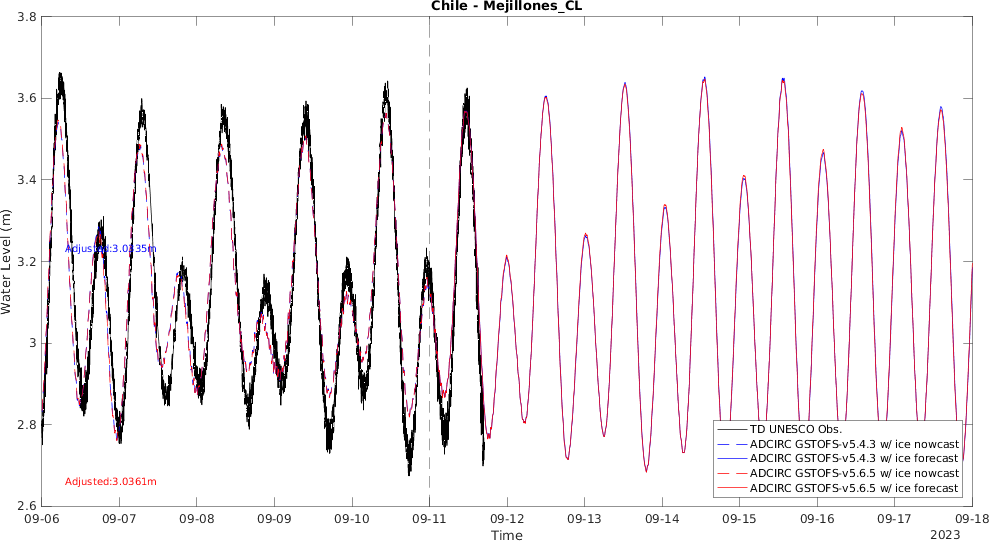 Chile - Mejillones_CL
3.8
3.6
3.4
3.2
3
2.8
2.6
Water Level (m)
Adjusted:3.0335m
Adjusted:3.0361m
TD UNESCO Obs.
ADCIRC GSTOFS-v5.4.3 w/ ice nowcast
ADCIRC GSTOFS-v5.4.3 w/ ice forecast
ADCIRC GSTOFS-v5.6.5 w/ ice nowcast
ADCIRC GSTOFS-v5.6.5 w/ ice forecast
09-06 09-07 09-08 09-09 09-10 09-11 09-12 09-13 09-14 09-15 09-16 09-17 09-18
Time
2023